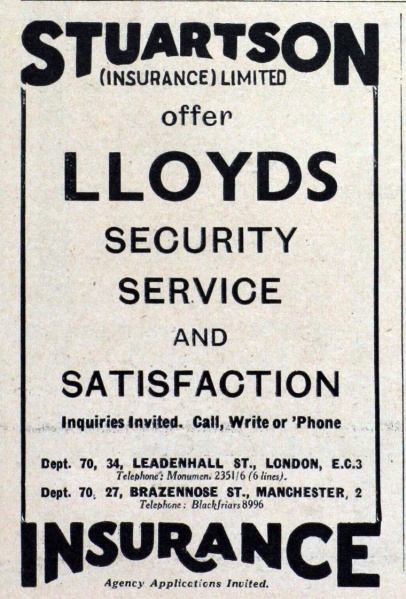 STUARTSON
(INSURANCE) LIMITED
offer
LLOYDS
SECURITY
SERVICE
AND
SATISFACTION
Inquiries Invited. Call, Write or 'Phone
Dept. 70, 34, LEADENHALL ST., LONDON, E.C.3
Telephone: Monument 2351/6 (6 lines).
Dept. 70, 27, BRAZENNOSE ST., MANCHESTER, 2
Telephone: Blackfriars 8996
INSURANCE
Agency Applications Invited.